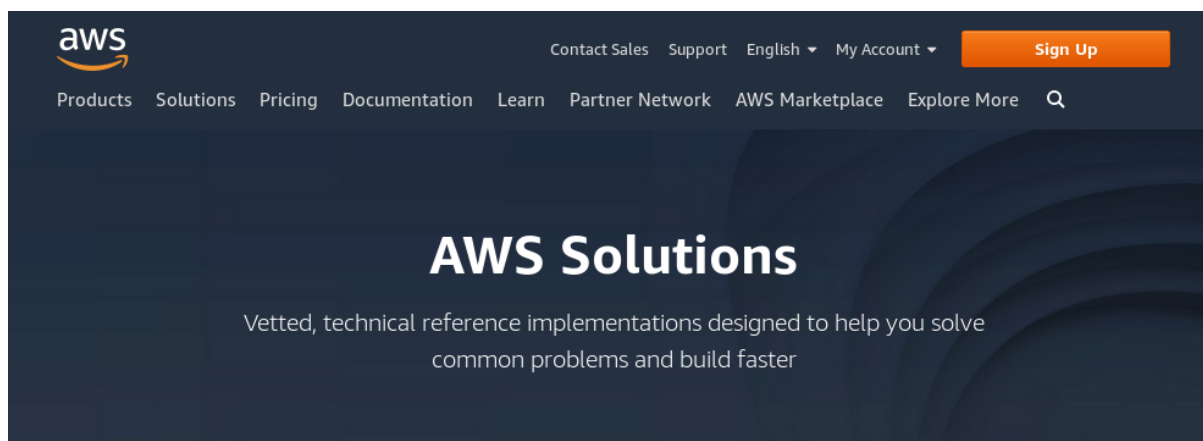 aws
Contact Sales Support English My Account Sign Up
Products Solutions Pricing Documentation Learn Partner Network AWS Marketplace Explore More
AWS Solutions
Vetted, technical reference implementations designed to help you solve
common problems and build faster